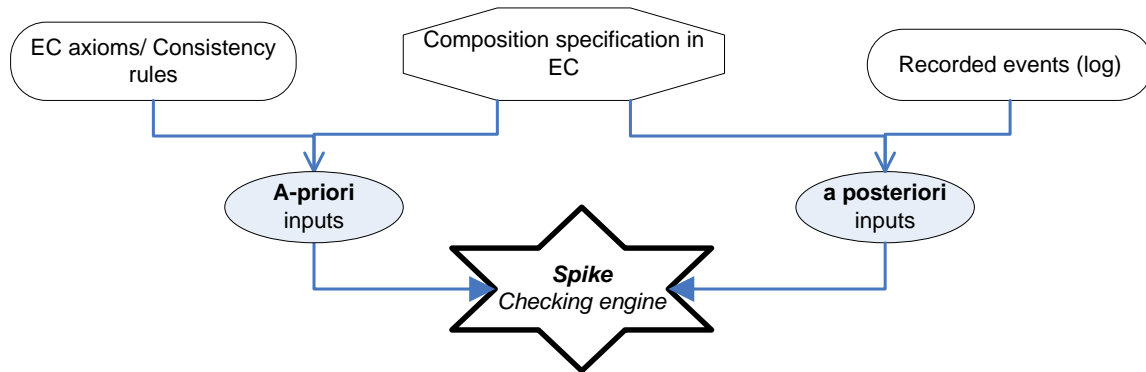 EC axioms/ Consistency
rules
Composition specification in
EC
Recorded events (log)
A-priori
inputs
a posteriori
inputs
Spike
Checking engine